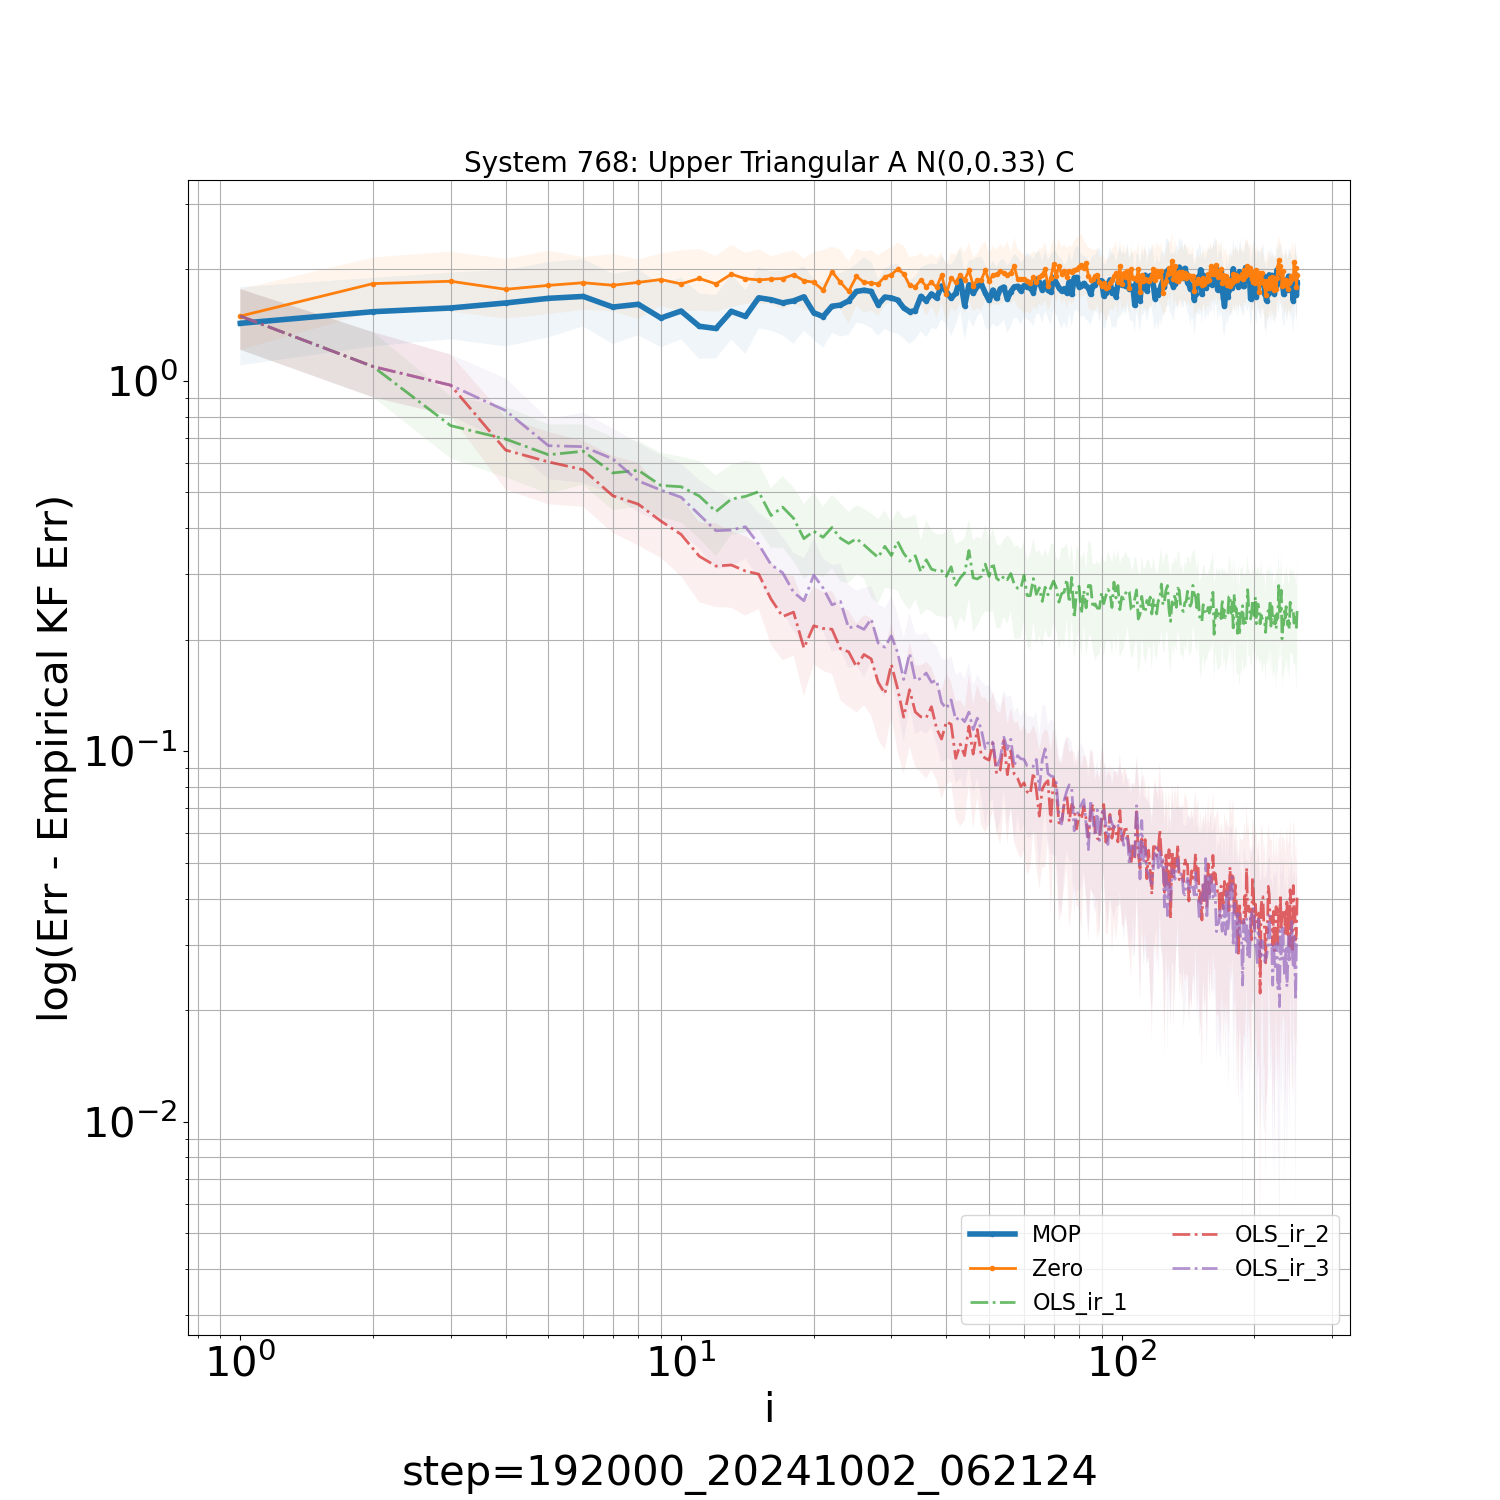 System 768: Upper Triangular A N(0,0.33) C
log(Err - Empirical KF Err)
10⁰
10⁻¹
10⁻²
10⁰ 10¹ 10²
i
step=192000_20241002_062124
MOP
Zero
OLS_ir_1
OLS_ir_2
OLS_ir_3